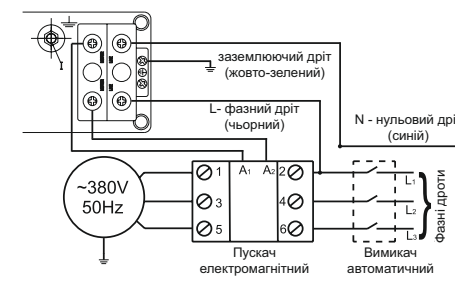 заземлюючий дріт
(жовто-зелений)
L- фазний дріт
(чорний)
N - нульовий дрі
(синій)
1
A1
A2
2
L1
~380V
50Hz
3
4
L2
5
6
L3
Фазні дроти
Пускач
електромагнітний
Вимикач
автоматичний